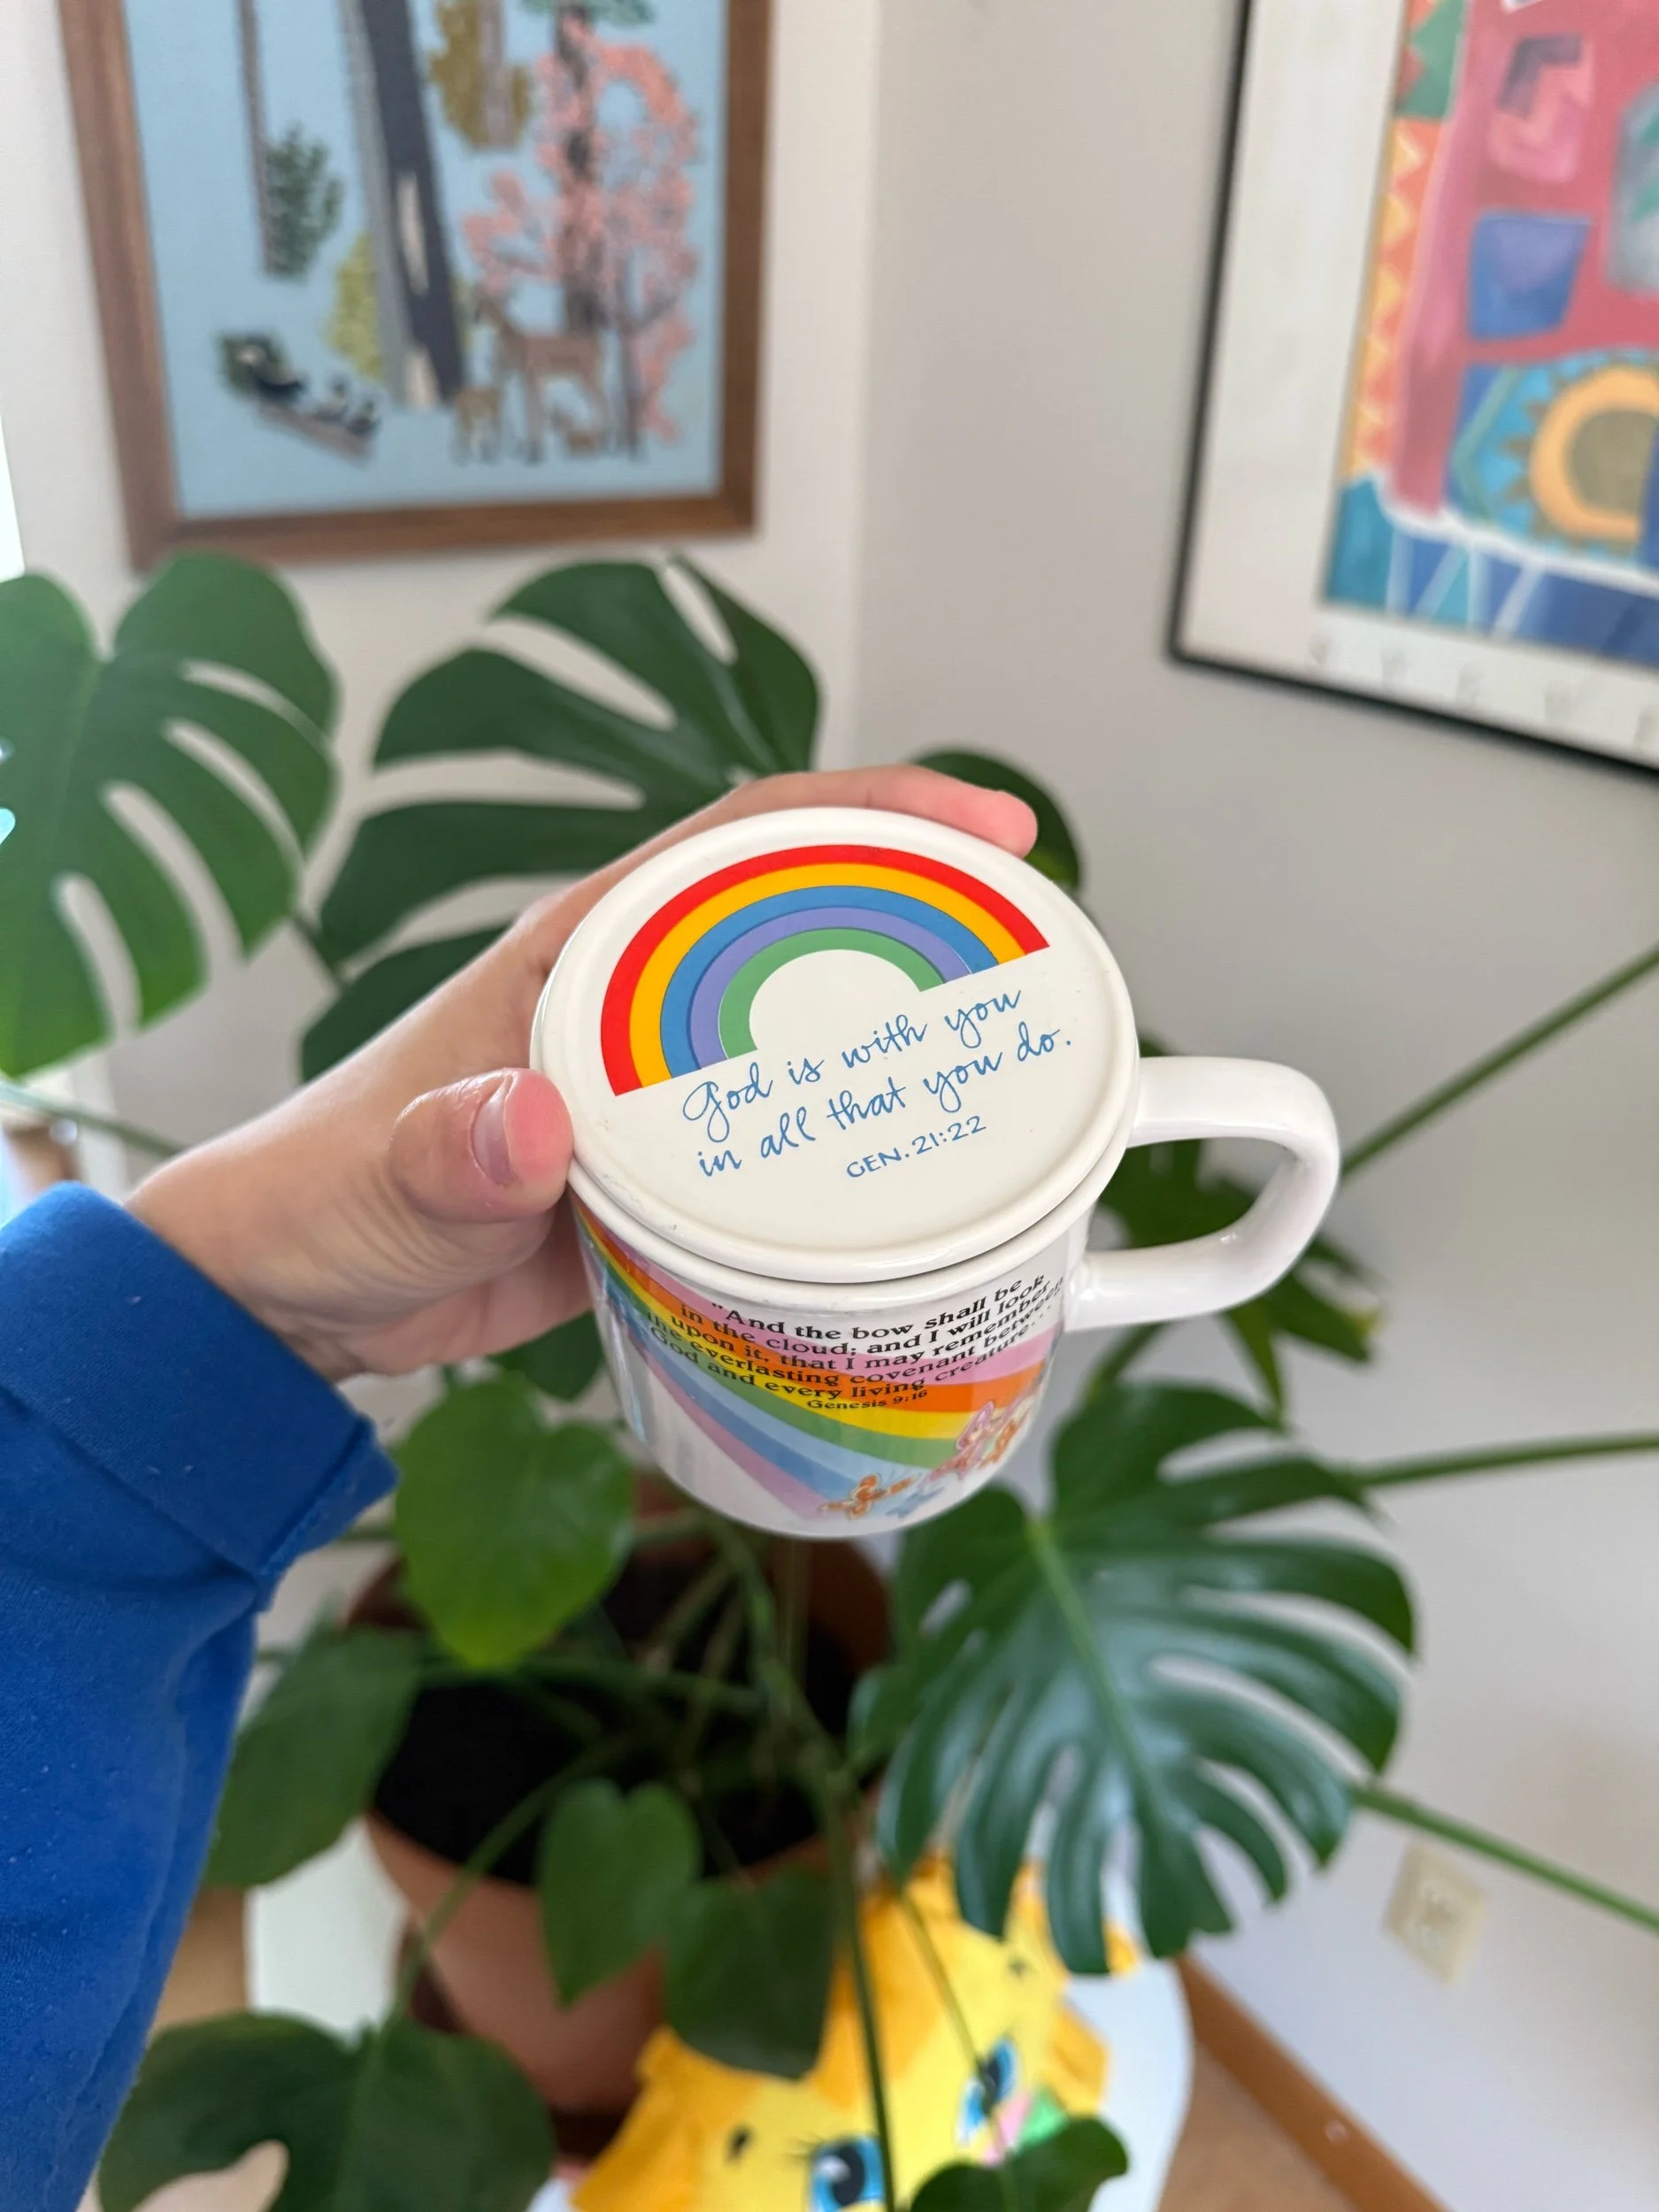 God is with you
in all that you do.
GEN. 21:22
"And the bow shall be
in the cloud; and I will look
upon it, that I may remember
the everlasting covenant between
God and every living creature...
Genesis 9:16